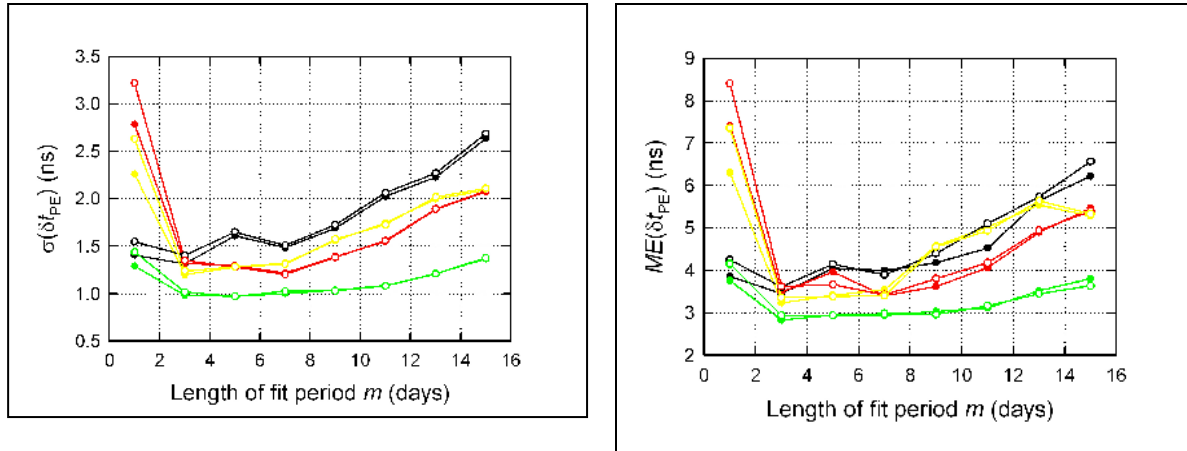 3.5
3.0
2.5
2.0
1.5
1.0
0.5
σ(δtPE) (ns)
0 2 4 6 8 10 12 14 16
Length of fit period m (days)
9
8
7
6
5
4
3
2
ME(δtPE) (ns)
0 2 4 6 8 10 12 14 16
Length of fit period m (days)